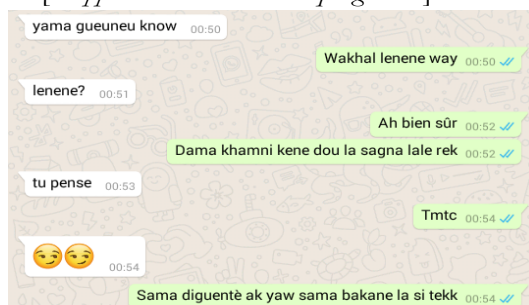 yama gueuneu know 00:50
Wakhal lenene way 00:50
lenene? 00:51
Ah bien sûr 00:52
Dama khamni kene dou la sagna lale rek 00:52
tu pense 00:53
Tmtc 00:54
😏😏 00:54
Sama diguentè ak yaw sama bakane la si tekk 00:54